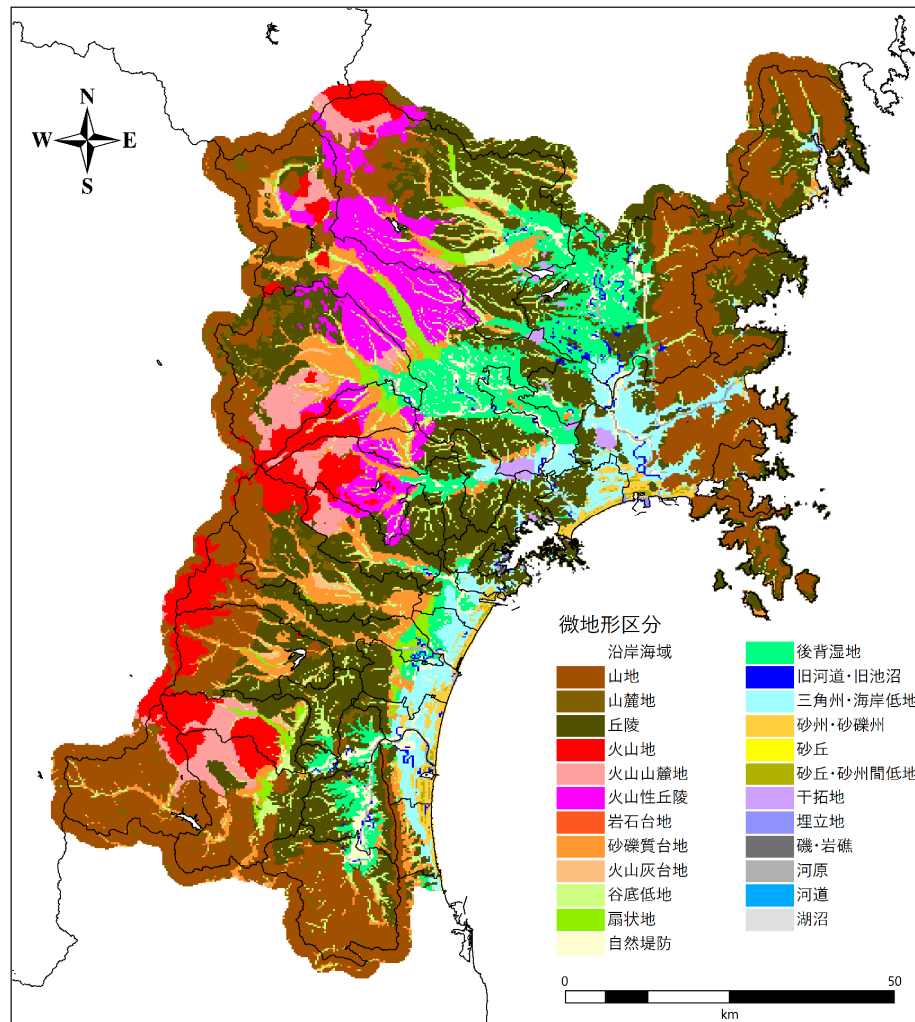 N
W E
S
微地形区分
沿岸海域
山地
山麓地
丘陵
火山地
火山山麓地
火山性丘陵
岩石台地
砂礫質台地
火山灰台地
谷底低地
扇状地
自然堤防
後背湿地
旧河道・旧池沼
三角州・海岸低地
砂州・砂礫州
砂丘
砂丘・砂州間低地
干拓地
埋立地
磯・岩礁
河原
河道
湖沼
0 50
km